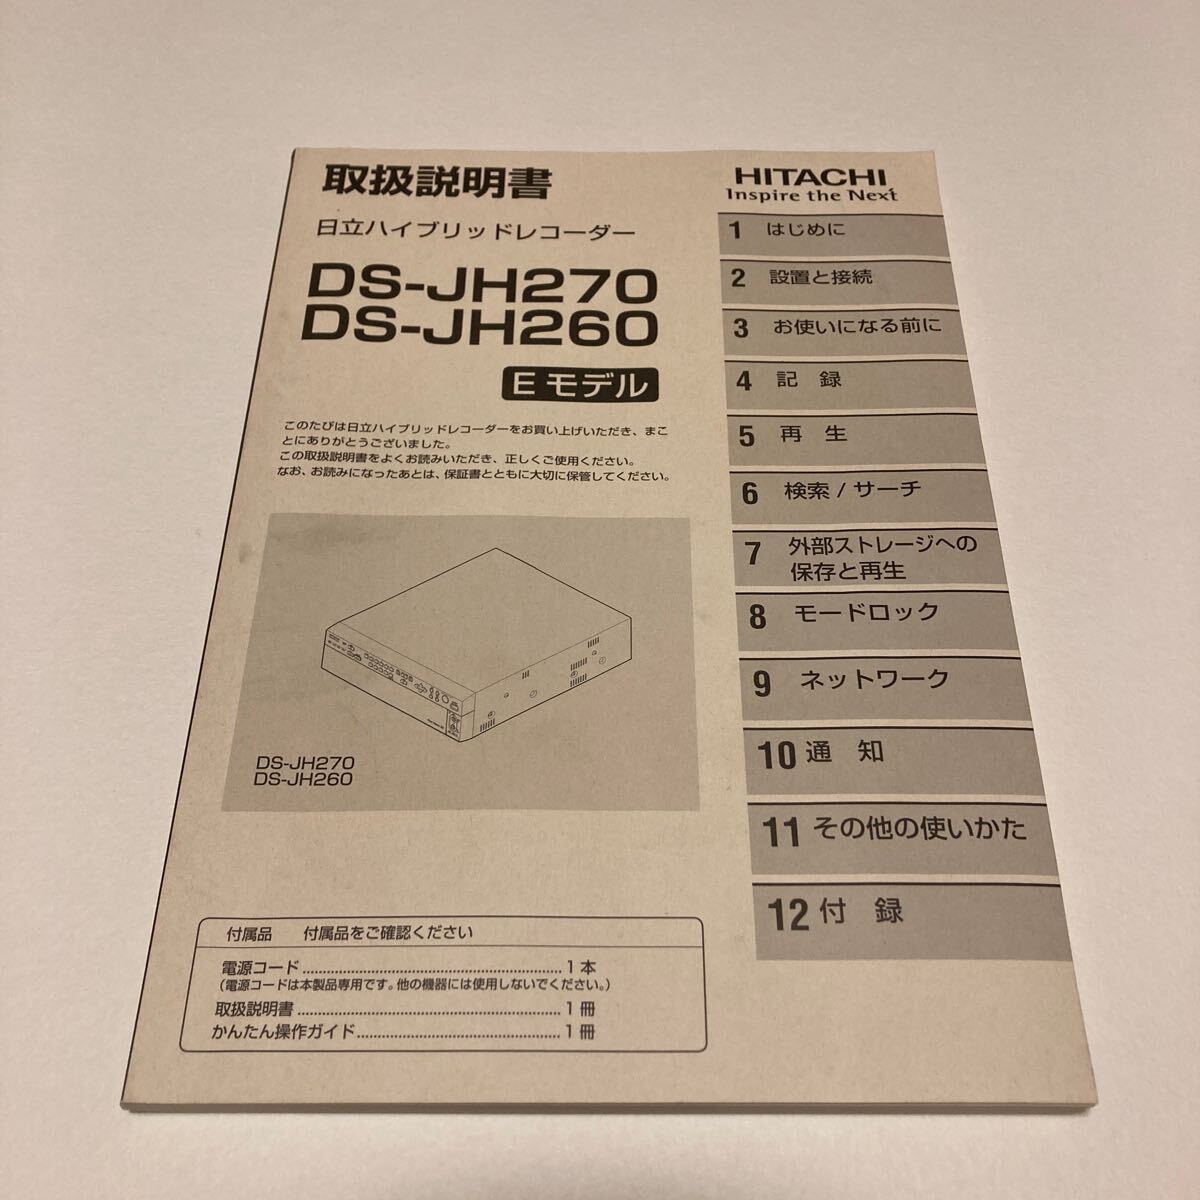 取扱説明書
日立ハイブリッドレコーダー
DS-JH270
DS-JH260
E モデル
このたびは日立ハイブリッドレコーダーをお買い上げいただき、まこ
とにありがとうございました。
この取扱説明書をよくお読みいただき、正しくご使用ください。
なお、お読みになったあとは、保証書とともに大切に保管してください。
DS-JH270
DS-JH260
付属品 付属品をご確認ください
電源コード 1 本
(電源コードは本製品専用です。他の機器には使用しないでください。)
取扱説明書 1 冊
かんたん操作ガイド 1 冊
HITACHI
Inspire the Next
1 はじめに
2 設置と接続
3 お使いになる前に
4 記 録
5 再 生
6 検索 / サーチ
7 外部ストレージへの
保存と再生
8 モードロック
9 ネットワーク
10 通 知
11 その他の使いかた
12 付 録